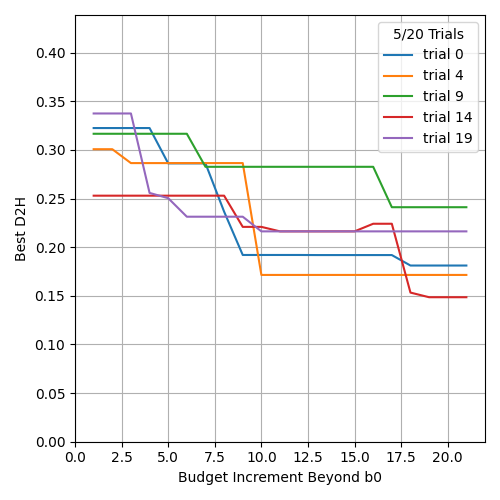 5/20 Trials
trial 0
trial 4
trial 9
trial 14
trial 19
Best D2H
0.40
0.35
0.30
0.25
0.20
0.15
0.10
0.05
0.00
0.0 2.5 5.0 7.5 10.0 12.5 15.0 17.5 20.0
Budget Increment Beyond b0